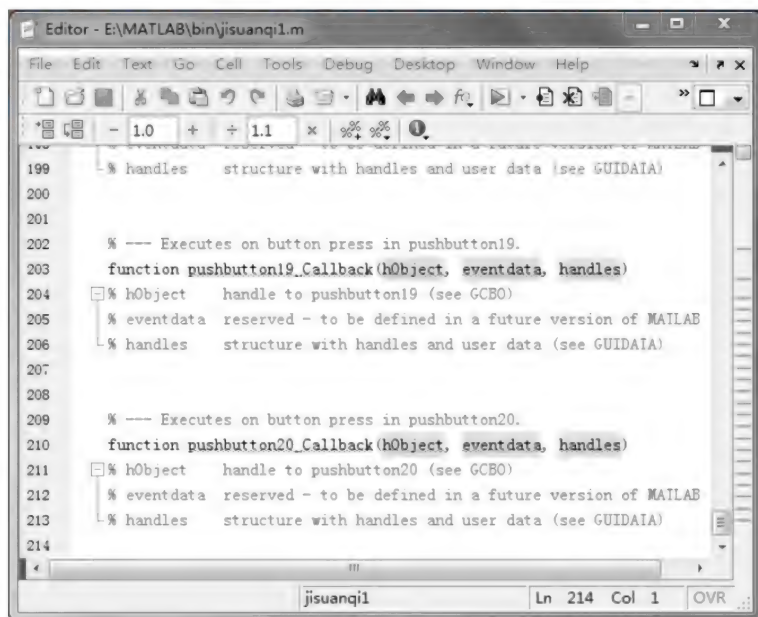 Editor - E:\MATLAB\bin\jisuanqi1.m
File Edit Text Go Cell Tools Debug Desktop Window Help
- 1.0 + ÷ 1.1 ×
199 % handles structure with handles and user data (see GUIDATA)
200
201
202 % --- Executes on button press in pushbutton19.
203 function pushbutton19_Callback(hObject, eventdata, handles)
204 % hObject handle to pushbutton19 (see GCBO)
205 % eventdata reserved - to be defined in a future version of MATLAB
206 % handles structure with handles and user data (see GUIDATA)
207
208
209 % --- Executes on button press in pushbutton20.
210 function pushbutton20_Callback(hObject, eventdata, handles)
211 % hObject handle to pushbutton20 (see GCBO)
212 % eventdata reserved - to be defined in a future version of MATLAB
213 % handles structure with handles and user data (see GUIDATA)
214
jisuanqi1 Ln 214 Col 1 OVR